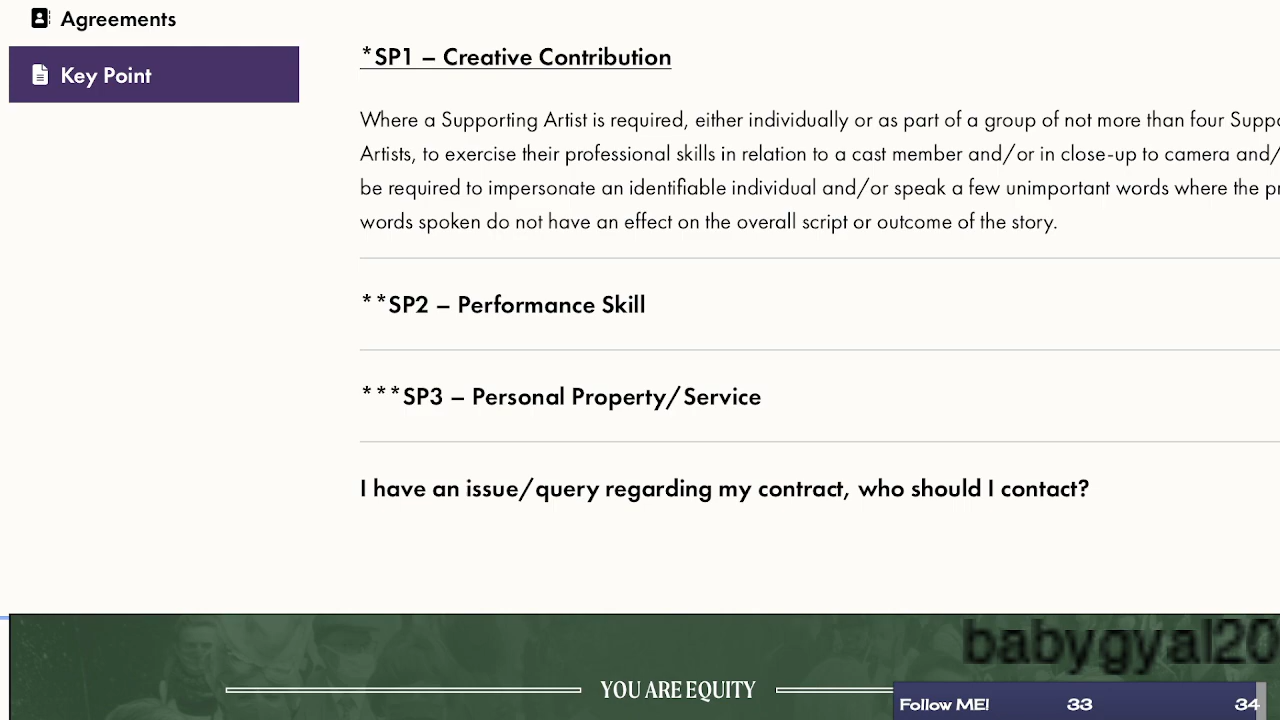 Agreements
Key Point
*SP1 – Creative Contribution
Where a Supporting Artist is required, either individually or as part of a group of not more than four Suppo
Artists, to exercise their professional skills in relation to a cast member and/or in close-up to camera and/
be required to impersonate an identifiable individual and/or speak a few unimportant words where the pr
words spoken do not have an effect on the overall script or outcome of the story.
**SP2 – Performance Skill
***SP3 – Personal Property/Service
I have an issue/query regarding my contract, who should I contact?
babygyal20
YOU ARE EQUITY
Follow ME! 33 34